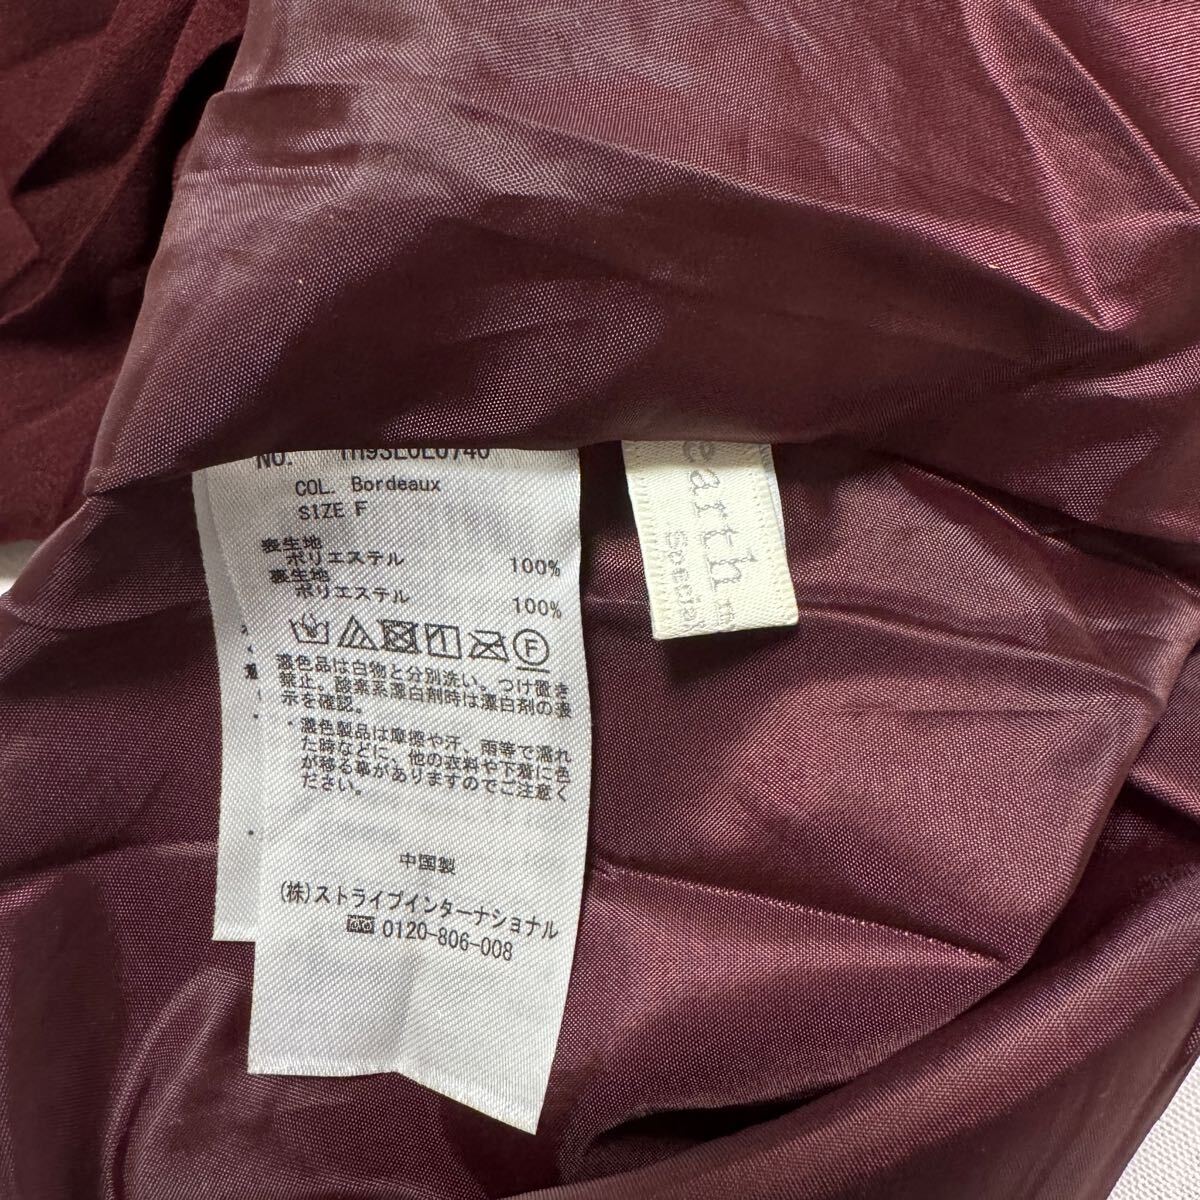 NO.
COL. Bordeaux
SIZE F
表生地
ポリエステル 100%
裏生地
ポリエステル 100%
F
濃色品は白物と分別洗い。つけ置き
禁止。酸素系漂白剤時は漂白剤の表
示を確認。
・濃色製品は摩擦や汗、雨等で濡れ
た時などに、他の衣料や下着に色
が移る事がありますのでご注意く
ださい。
中国製
(株)ストライプインターナショナル
0120-806-008
earth m
Special